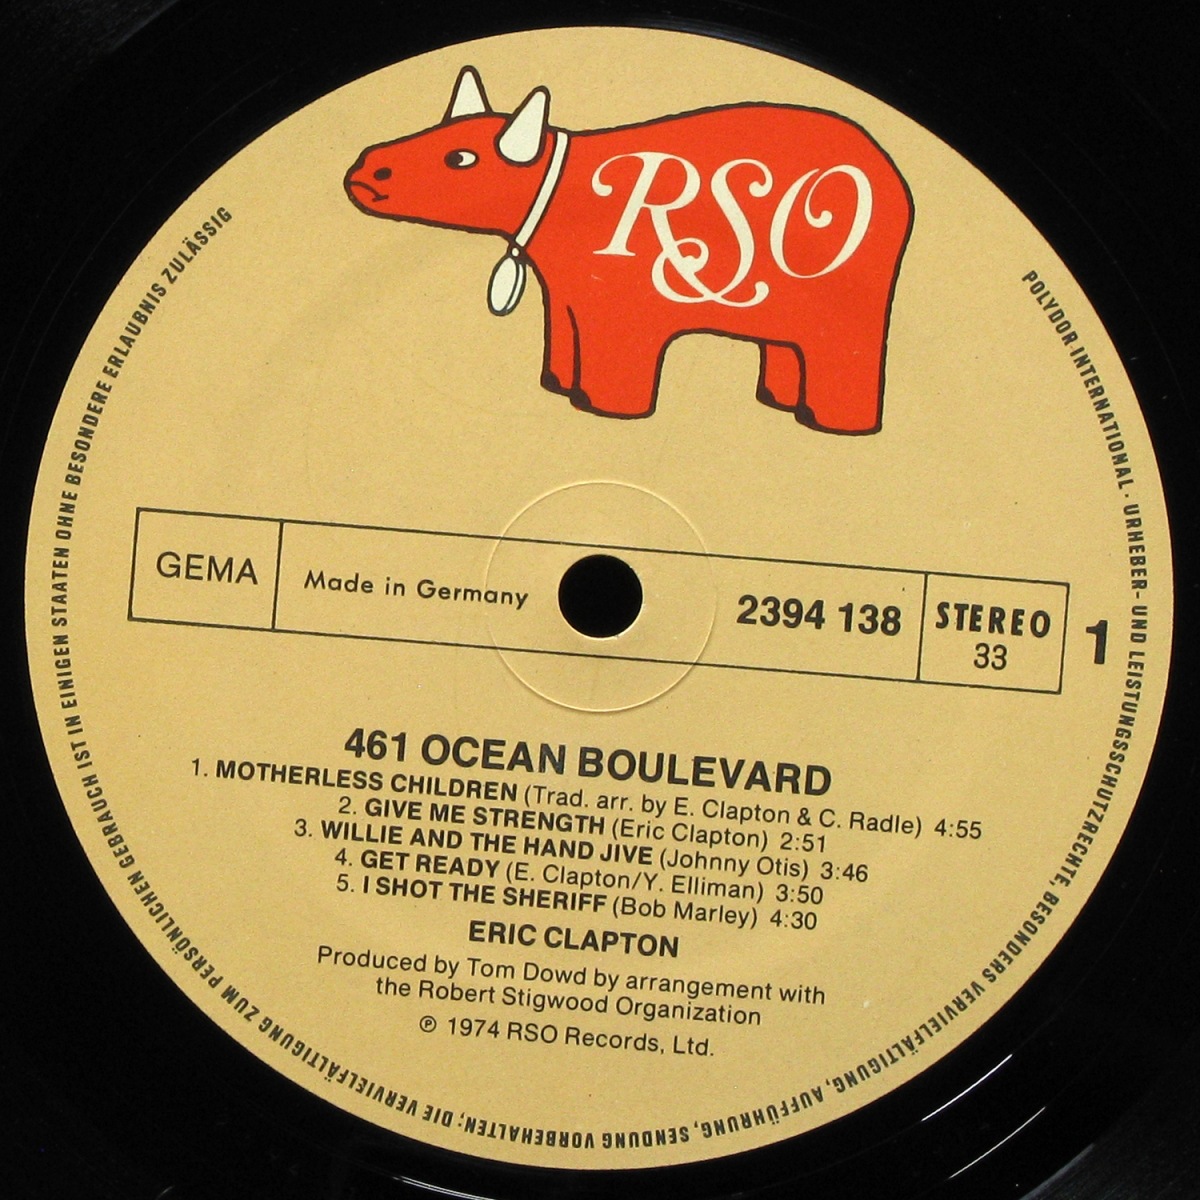 RSO
POLYDOR INTERNATIONAL · URHEBER- UND LEISTUNGSSCHUTZRECHTE, BESONDERS VERVIELFÄLTIGUNG, AUFFÜHRUNG, SENDUNG VORBEHALTEN; DIE VERVIELFÄLTIGUNG ZUM PERSÖNLICHEN GEBRAUCH IST IN EINIGEN STAATEN OHNE BESONDERE ERLAUBNIS ZULÄSSIG
GEMA
Made in Germany
2394 138
STEREO
33
1
461 OCEAN BOULEVARD
1. MOTHERLESS CHILDREN (Trad. arr. by E. Clapton & C. Radle) 4:55
2. GIVE ME STRENGTH (Eric Clapton) 2:51
3. WILLIE AND THE HAND JIVE (Johnny Otis) 3:46
4. GET READY (E. Clapton/Y. Elliman) 3:50
5. I SHOT THE SHERIFF (Bob Marley) 4:30
ERIC CLAPTON
Produced by Tom Dowd by arrangement with
the Robert Stigwood Organization
℗ 1974 RSO Records, Ltd.